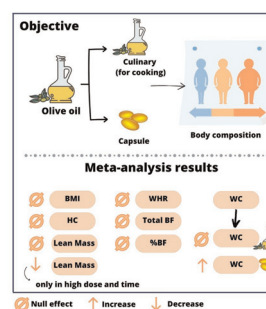 Objective
Culinary
(for cooking)
Olive oil
Capsule
Body composition
Meta-analysis results
BMI
WHR
WC
HC
Total BF
Lean Mass
%BF
WC
Lean Mass
WC
only in high dose and time
Null effect
Increase
Decrease